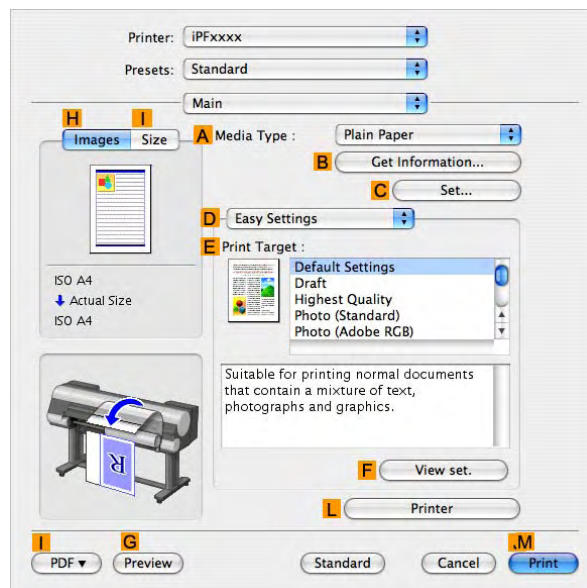 Printer: iPFxxxx
Presets: Standard
Main
H I
Images Size
A Media Type : Plain Paper
B Get Information...
C Set...
D Easy Settings
E Print Target :
Default Settings
Draft
Highest Quality
Photo (Standard)
Photo (Adobe RGB)
ISO A4
Actual Size
ISO A4
Suitable for printing normal documents
that contain a mixture of text,
photographs and graphics.
R
F View set.
L Printer
I G .M
PDF Preview Standard Cancel Print